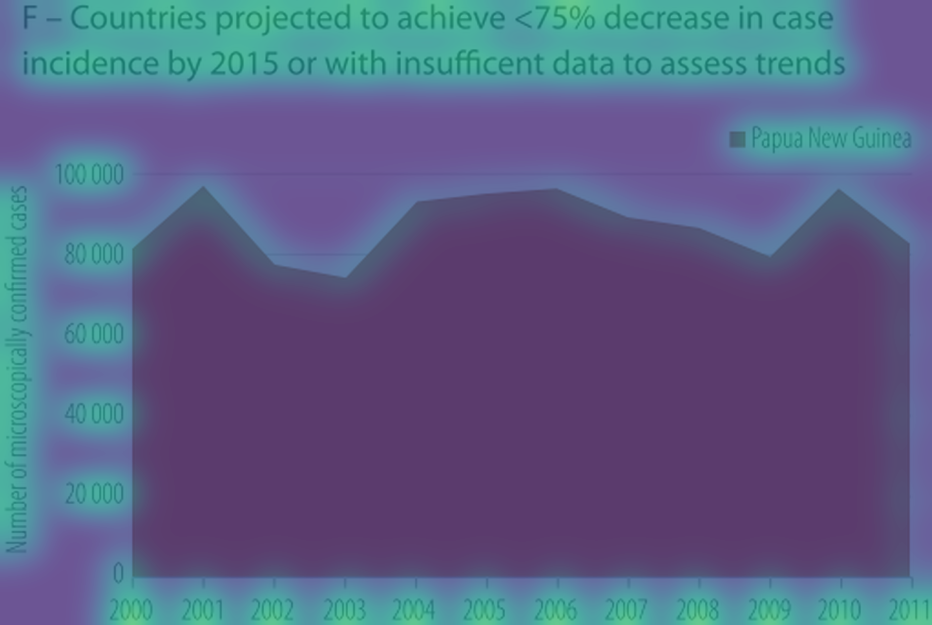 F – Countries projected to achieve <75% decrease in case
incidence by 2015 or with insufficent data to assess trends
Papua New Guinea
Number of microscopically confirmed cases
100 000
80 000
60 000
40 000
20 000
0
2000 2001 2002 2003 2004 2005 2006 2007 2008 2009 2010 2011